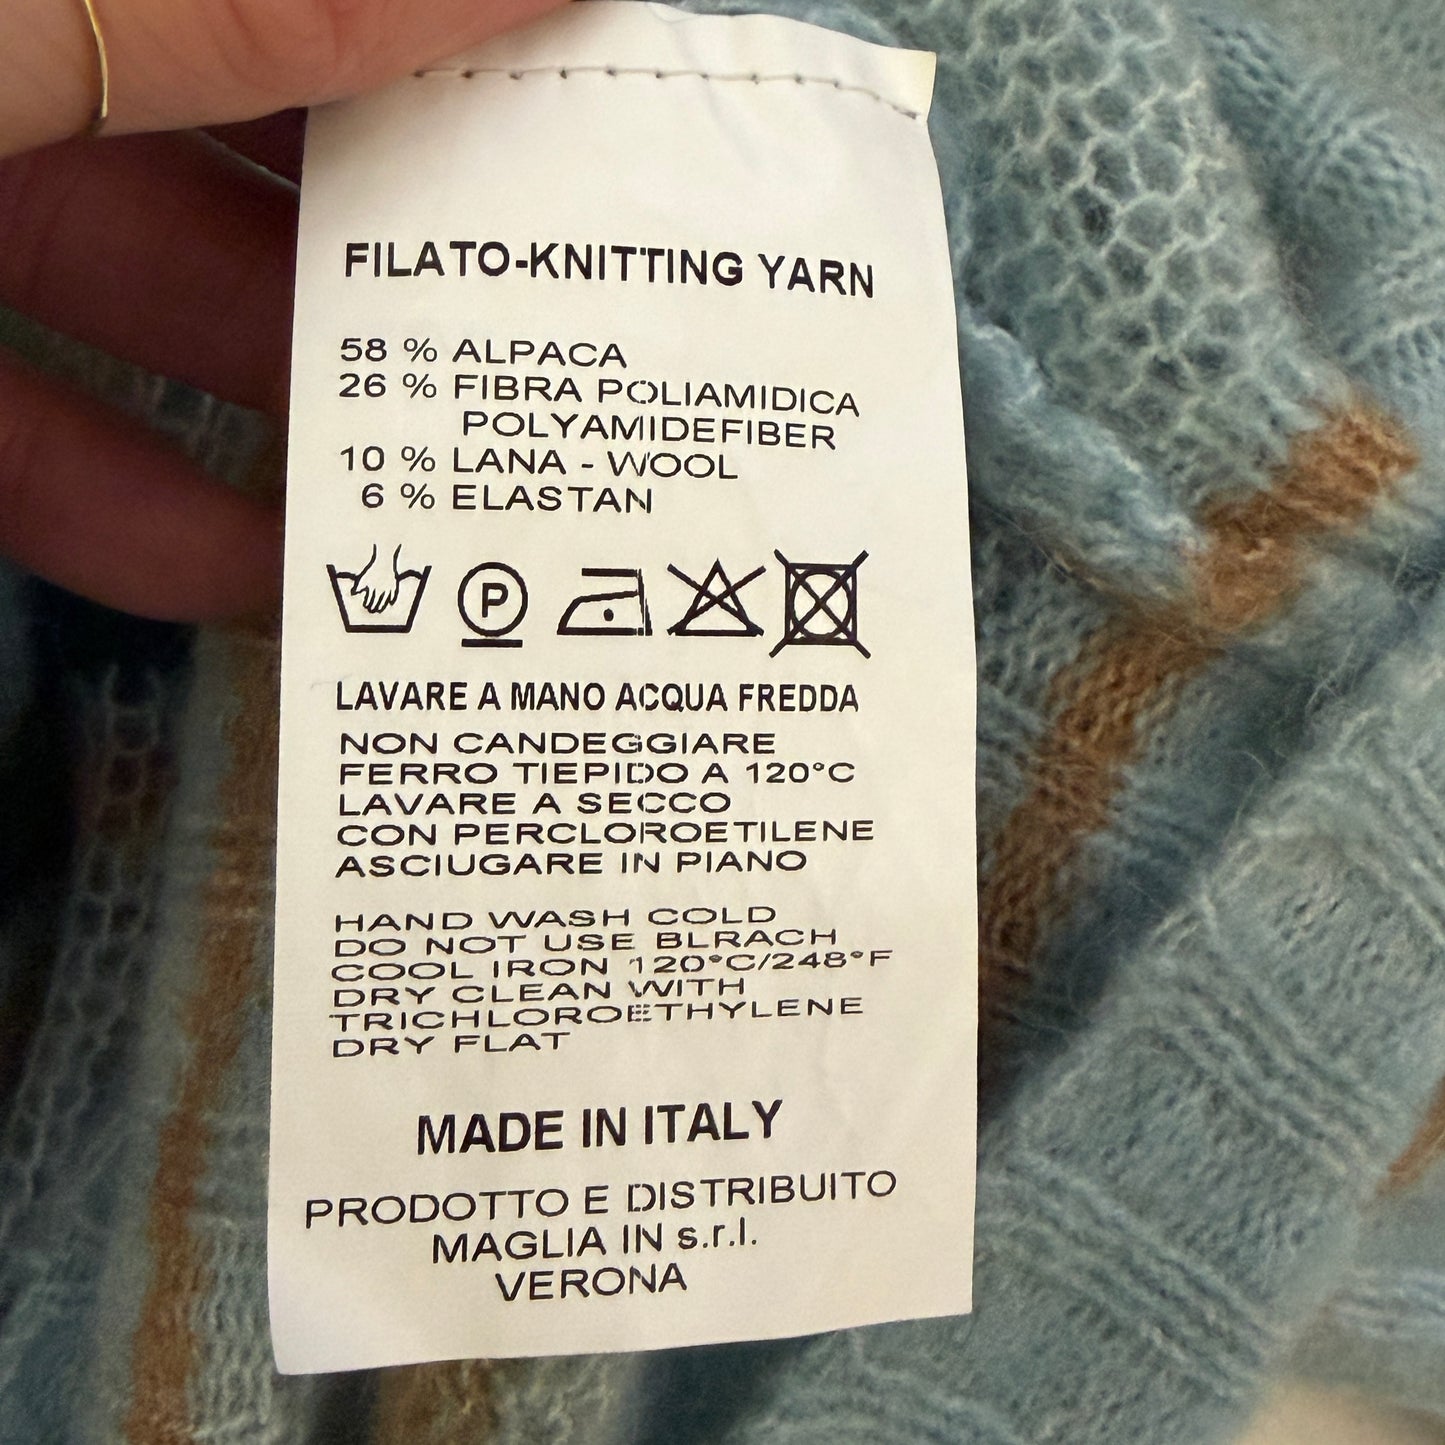 FILATO-KNITTING YARN
58 % ALPACA
26 % FIBRA POLIAMIDICA
POLYAMIDEFIBER
10 % LANA - WOOL
6 % ELASTAN
P
LAVARE A MANO ACQUA FREDDA
NON CANDEGGIARE
FERRO TIEPIDO A 120°C
LAVARE A SECCO
CON PERCLOROETILENE
ASCIUGARE IN PIANO
HAND WASH COLD
DO NOT USE BLRACH
COOL IRON 120°C/248°F
DRY CLEAN WITH
TRICHLOROETHYLENE
DRY FLAT
MADE IN ITALY
PRODOTTO E DISTRIBUITO
MAGLIA IN s.r.l.
VERONA